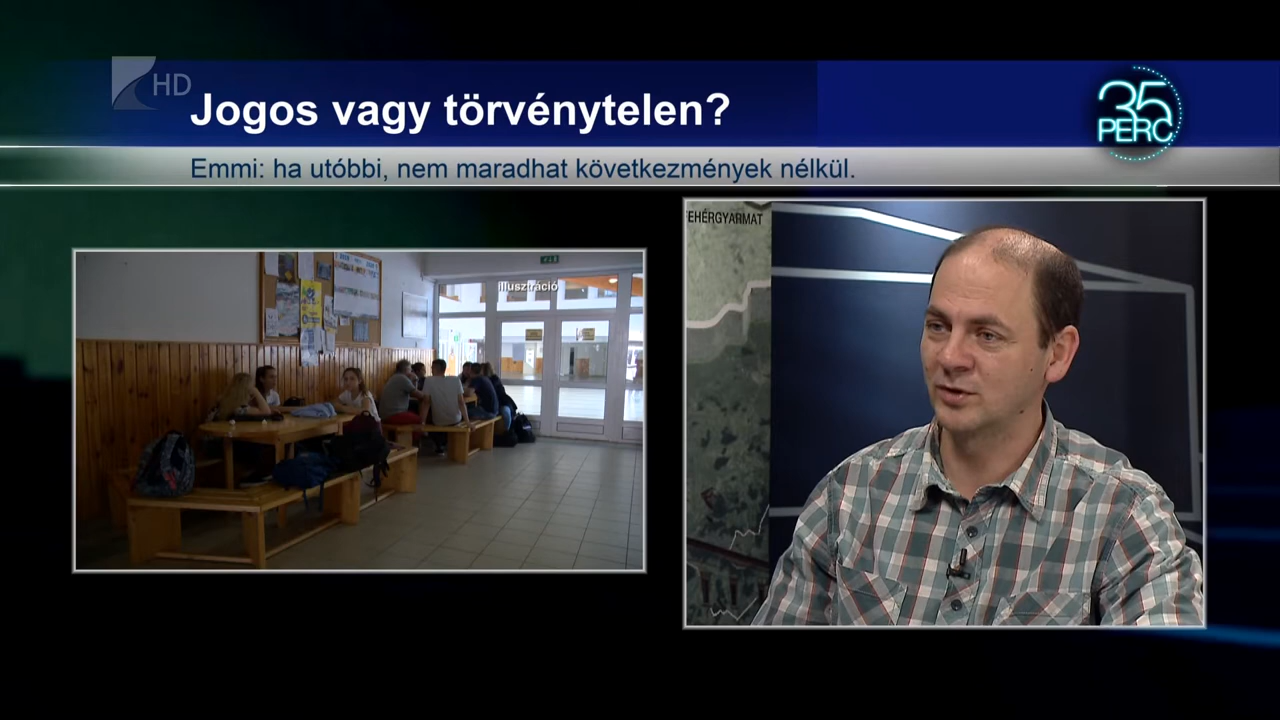 HD
Jogos vagy törvénytelen?
35
PERC
Emmi: ha utóbbi, nem maradhat következmények nélkül.
EHÉRGYARMAT
illusztráció